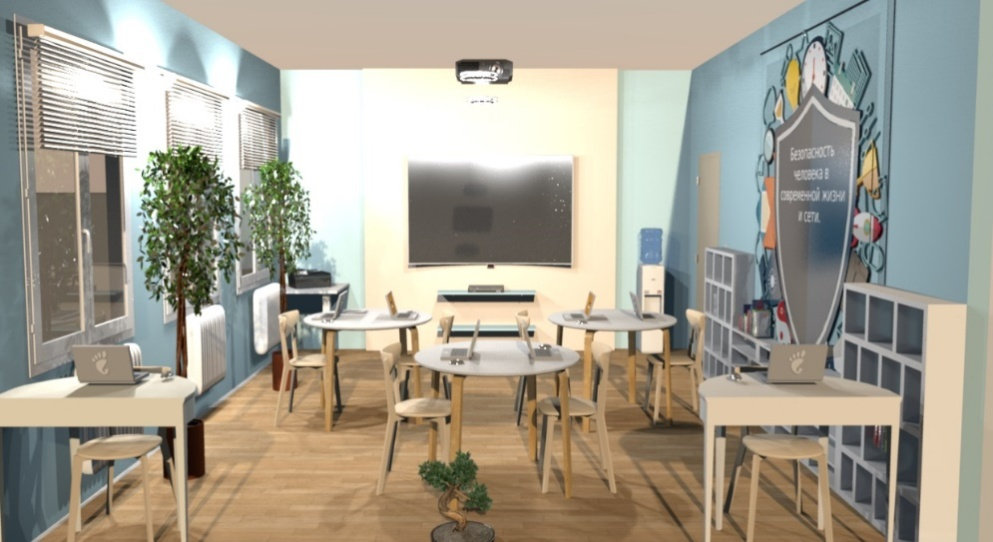 Безопасность
человека в
современной жизни
и сети.